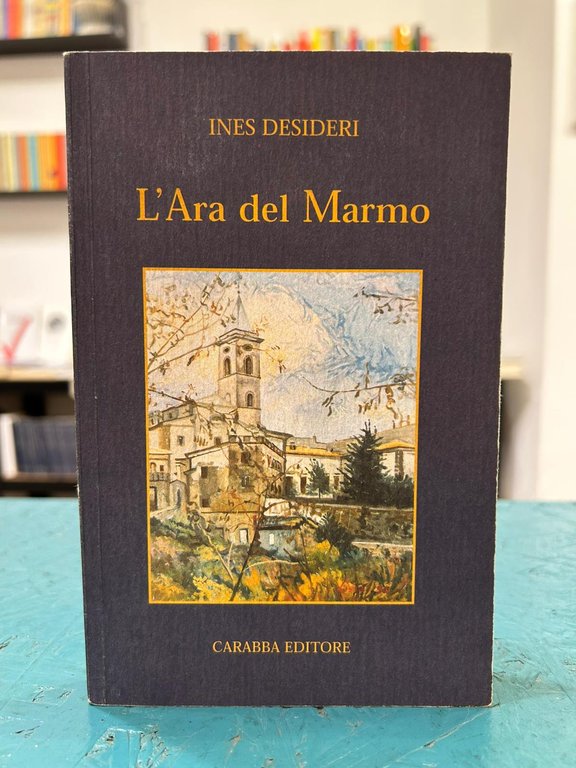 INES DESIDERI
L'Ara del Marmo
CARABBA EDITORE